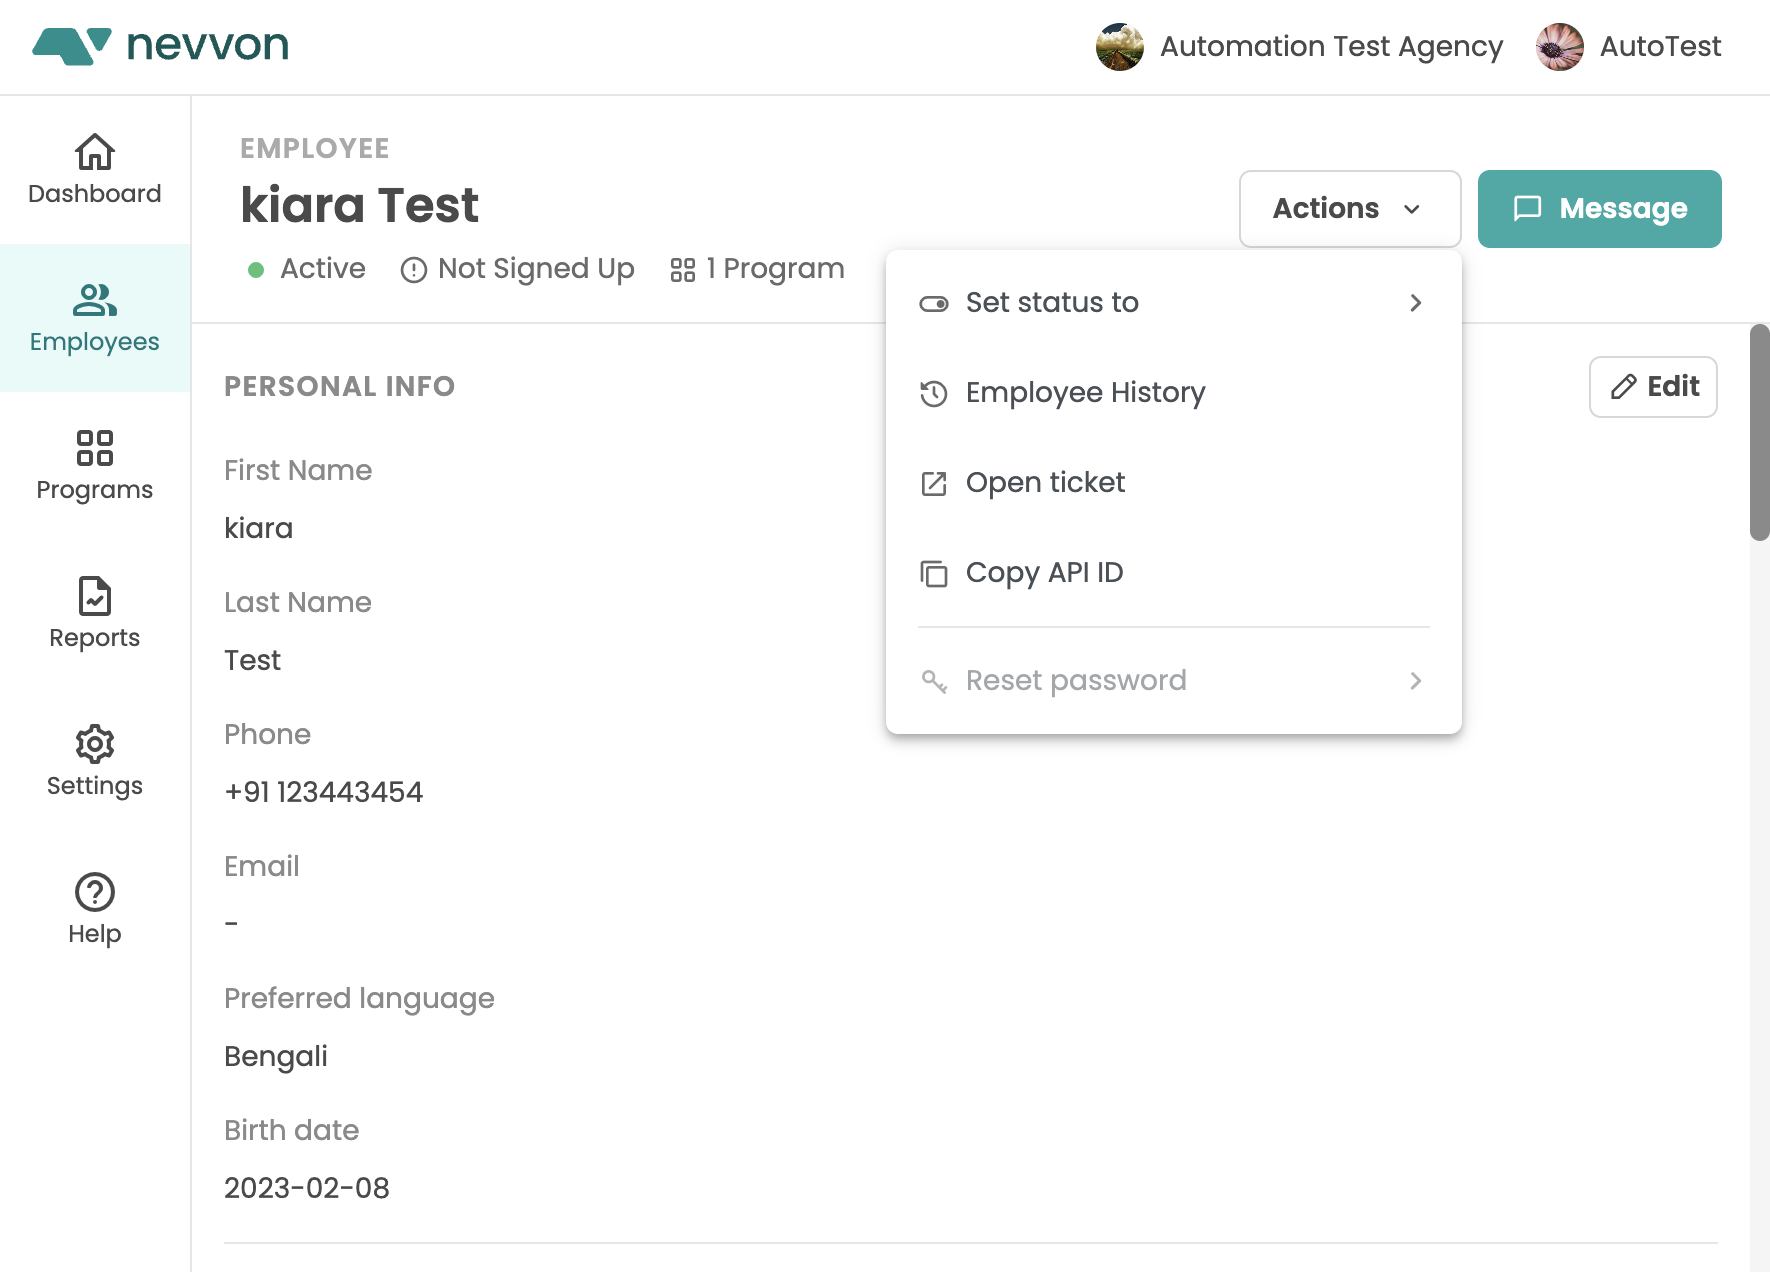 nevvon
Automation Test Agency
AutoTest
Dashboard
Employees
Programs
Reports
Settings
Help
EMPLOYEE
kiara Test
Active
Not Signed Up
1 Program
Actions
Message
Set status to
Employee History
Open ticket
Copy API ID
Reset password
PERSONAL INFO
Edit
First Name
kiara
Last Name
Test
Phone
+91 123443454
Email
-
Preferred language
Bengali
Birth date
2023-02-08